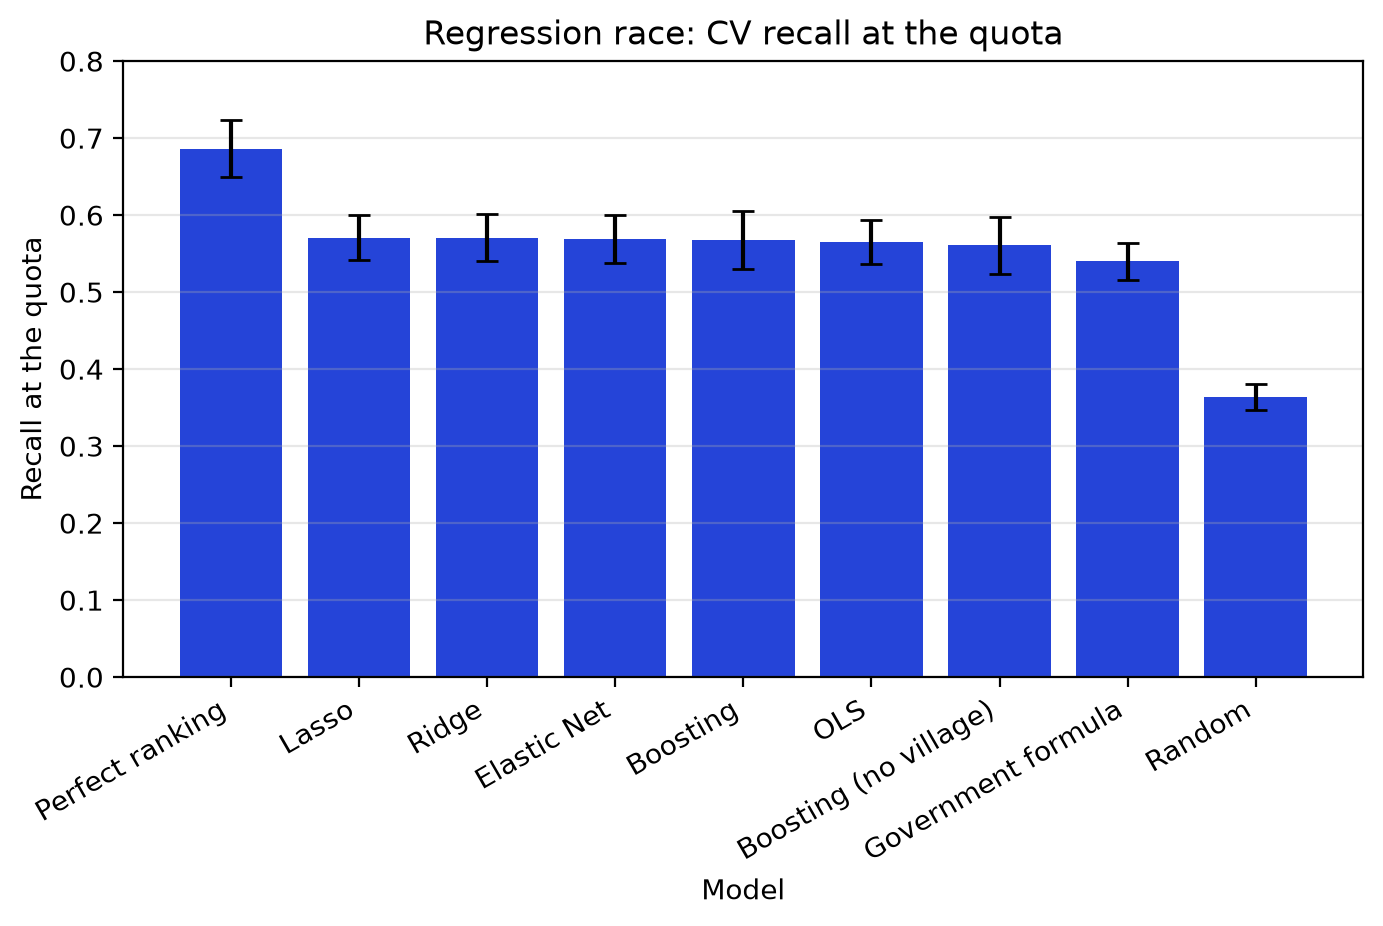 Regression race: CV recall at the quota
Recall at the quota
0.8
0.7
0.6
0.5
0.4
0.3
0.2
0.1
0.0
Perfect ranking
Lasso
Ridge
Elastic Net
Boosting
OLS
Boosting (no village)
Government formula
Random
Model